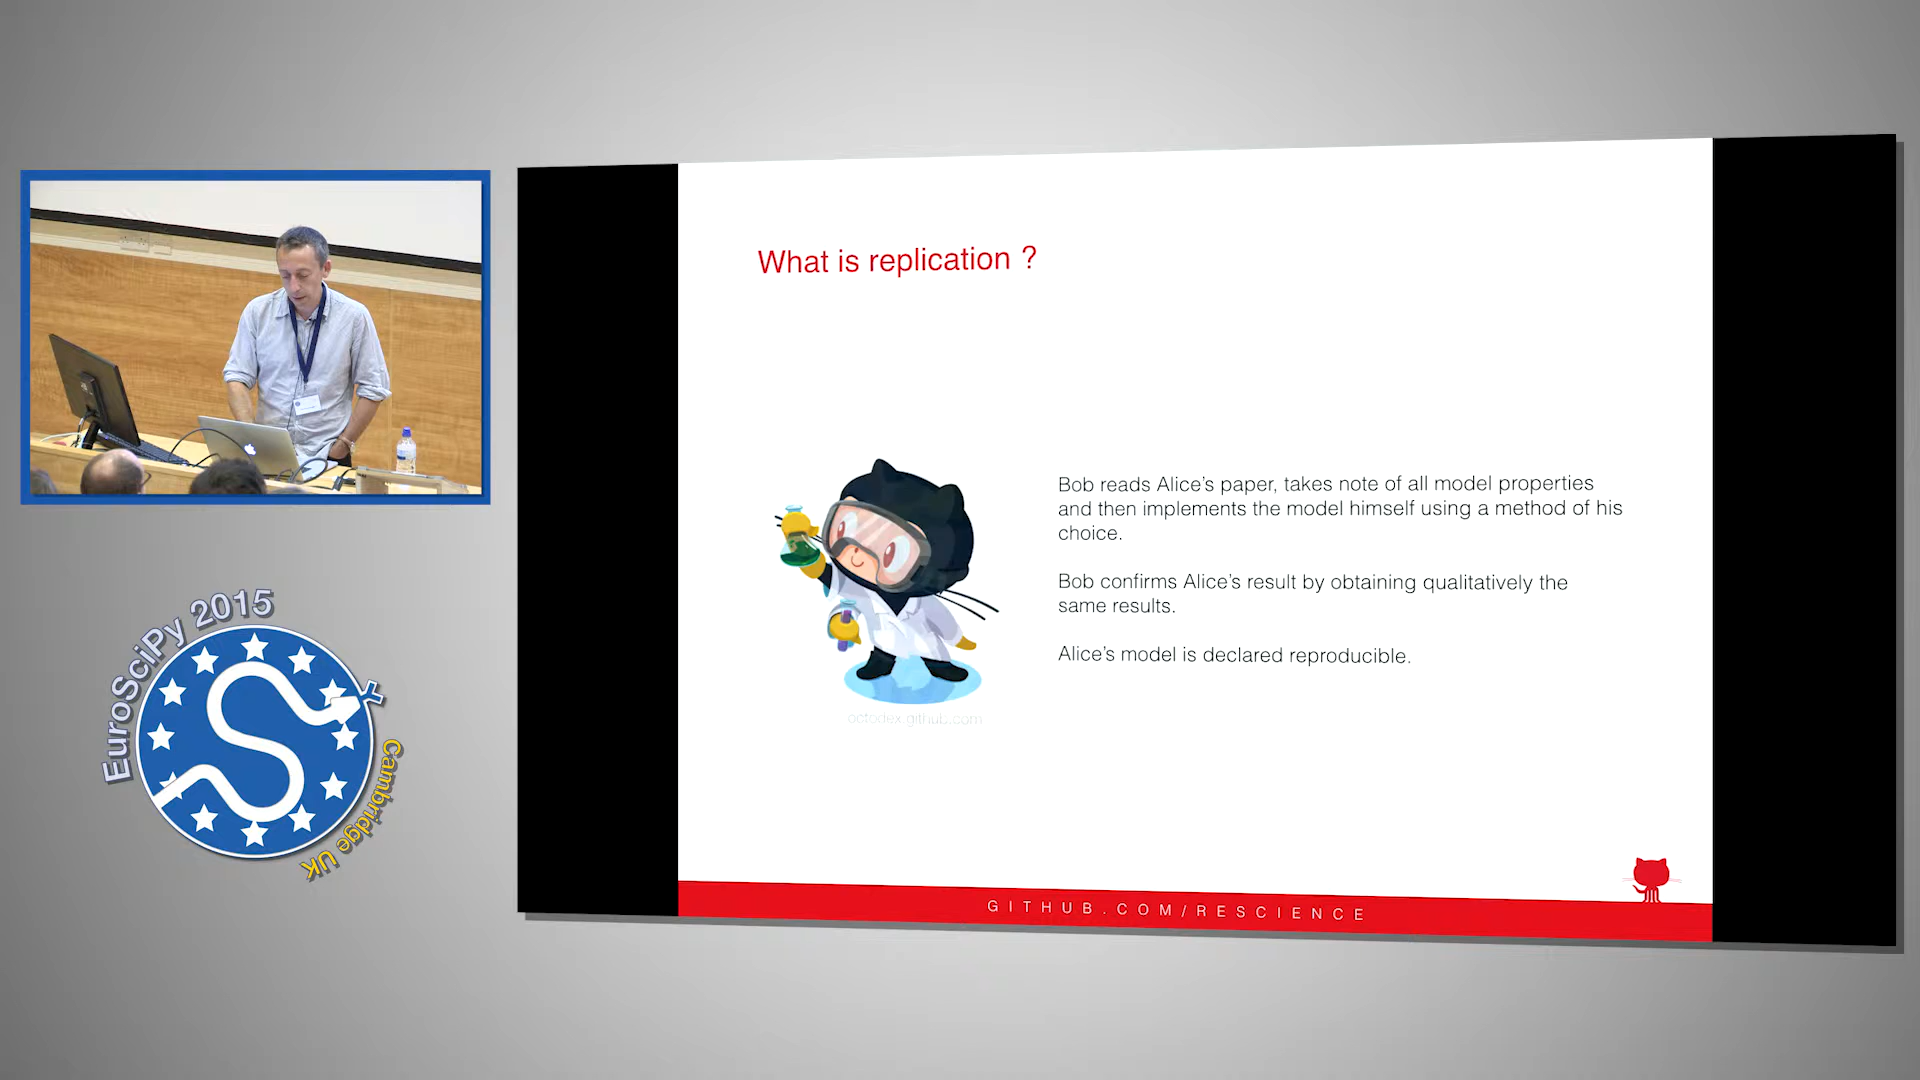 What is replication ?
Bob reads Alice's paper, takes note of all model properties
and then implements the model himself using a method of his
choice.
Bob confirms Alice's result by obtaining qualitatively the
same results.
Alice's model is declared reproducible.
octodex.github.com
GITHUB.COM/RESCIENCE
EuroSciPy 2015
Cambridge UK